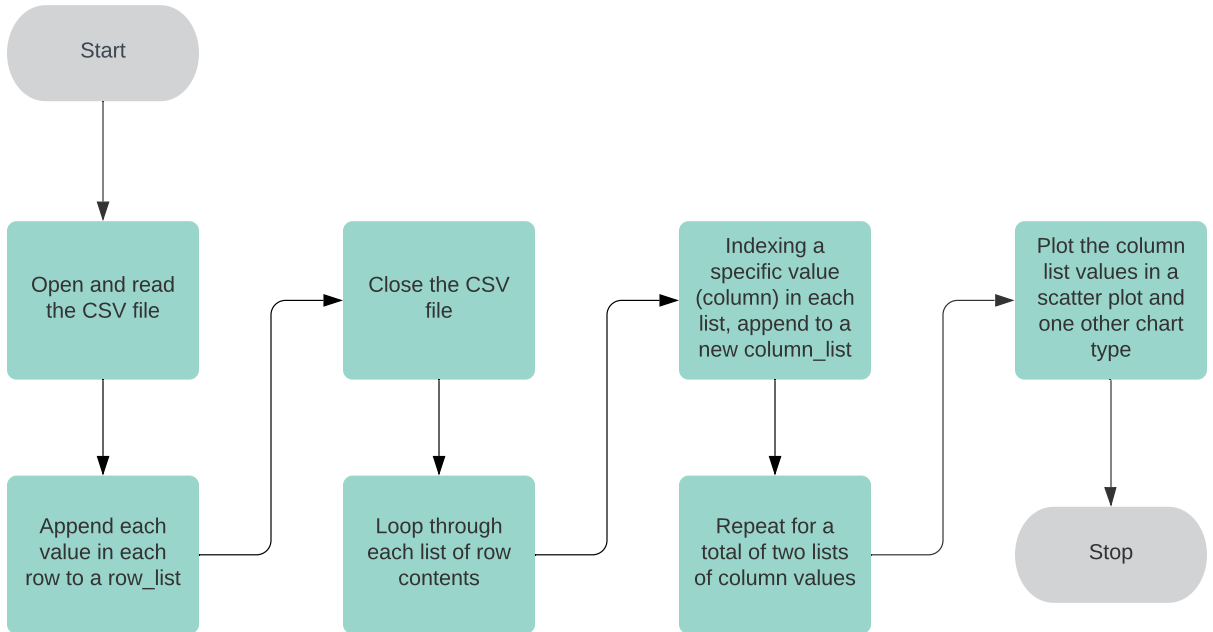 Start
Open and read
the CSV file
Append each
value in each
row to a row_list
Close the CSV
file
Loop through
each list of row
contents
Indexing a
specific value
(column) in each
list, append to a
new column_list
Repeat for a
total of two lists
of column values
Plot the column
list values in a
scatter plot and
one other chart
type
Stop